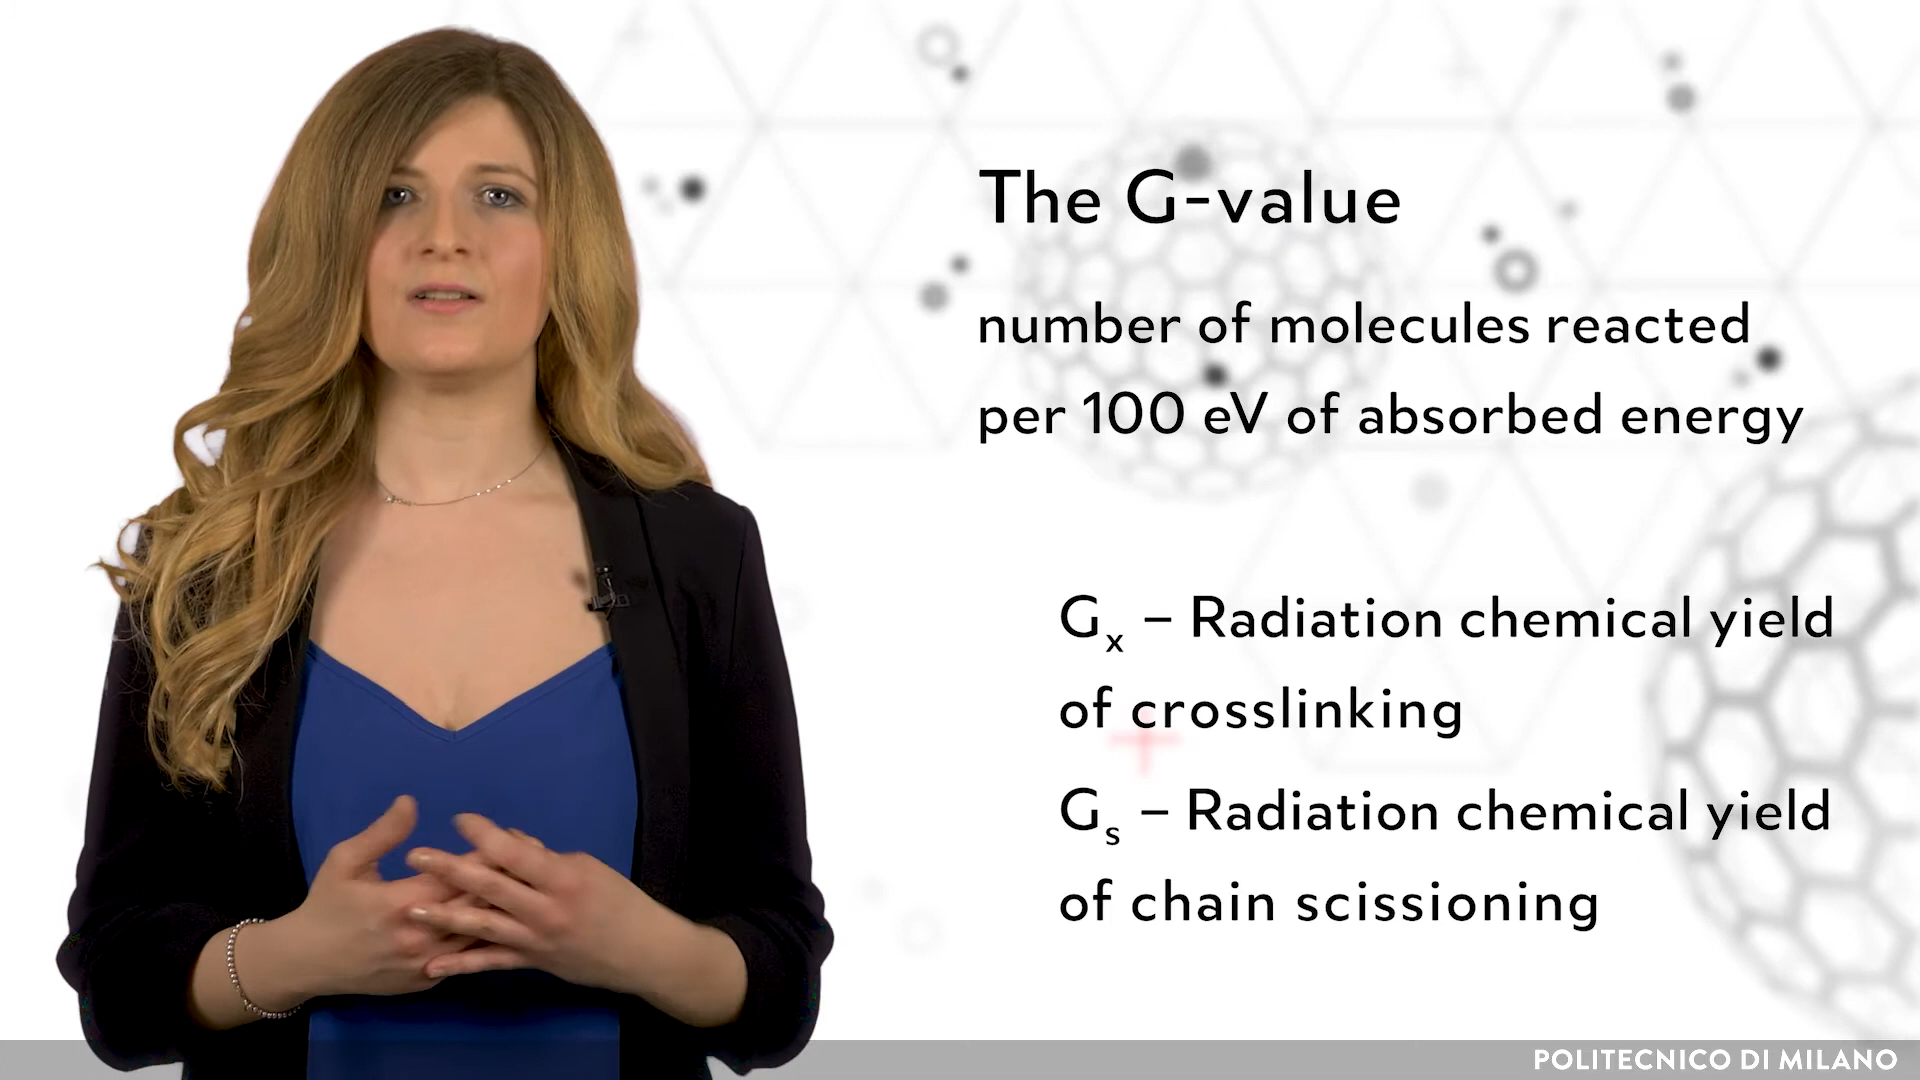 The G-value
number of molecules reacted
per 100 eV of absorbed energy
Gₓ – Radiation chemical yield
of crosslinking
Gₛ – Radiation chemical yield
of chain scissioning
POLITECNICO DI MILANO